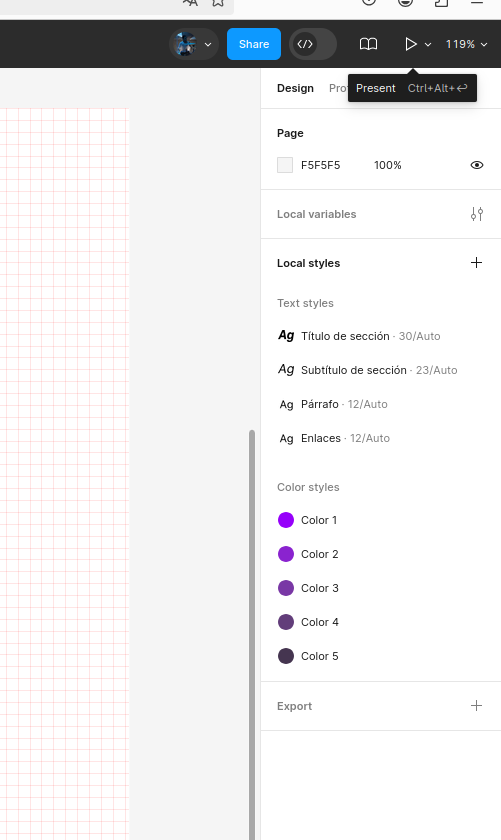 Share
119%
Design
Present Ctrl+Alt+↩
Page
F5F5F5 100%
Local variables
Local styles
Text styles
Ag Título de sección · 30/Auto
Ag Subtítulo de sección · 23/Auto
Ag Párrafo · 12/Auto
Ag Enlaces · 12/Auto
Color styles
Color 1
Color 2
Color 3
Color 4
Color 5
Export